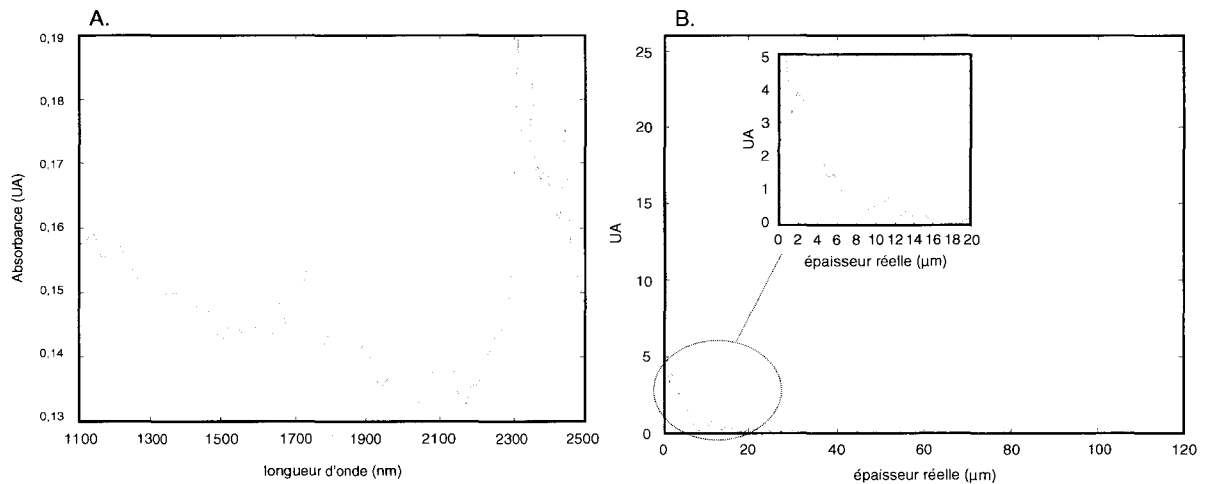 A.
0,19
0,18
0,17
0,16
0,15
0,14
0,13
Absorbance (UA)
1100 1300 1500 1700 1900 2100 2300 2500
longueur d'onde (nm)
B.
25
20
15
10
5
0
UA
0 20 40 60 80 100 120
épaisseur réelle (µm)
5
4
3
2
1
0
UA
0 2 4 6 8 10 12 14 16 18 20
épaisseur réelle (µm)